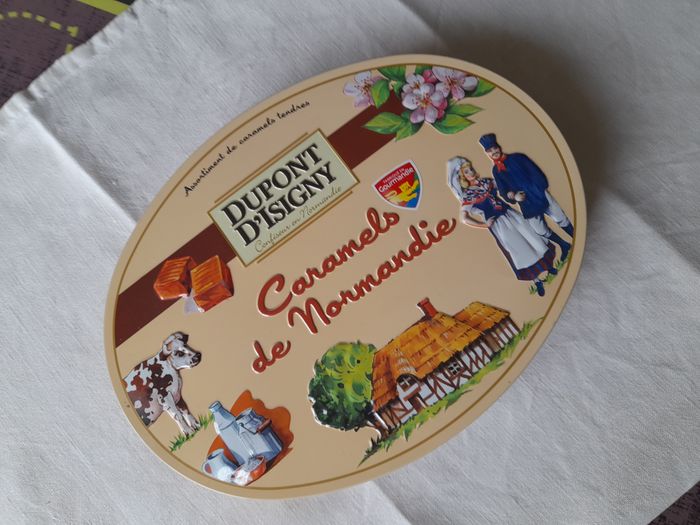 Assortiment de caramels tendres
DUPONT
D'ISIGNY
Confiseur en Normandie
Gourmandie
Caramels
de Normandie